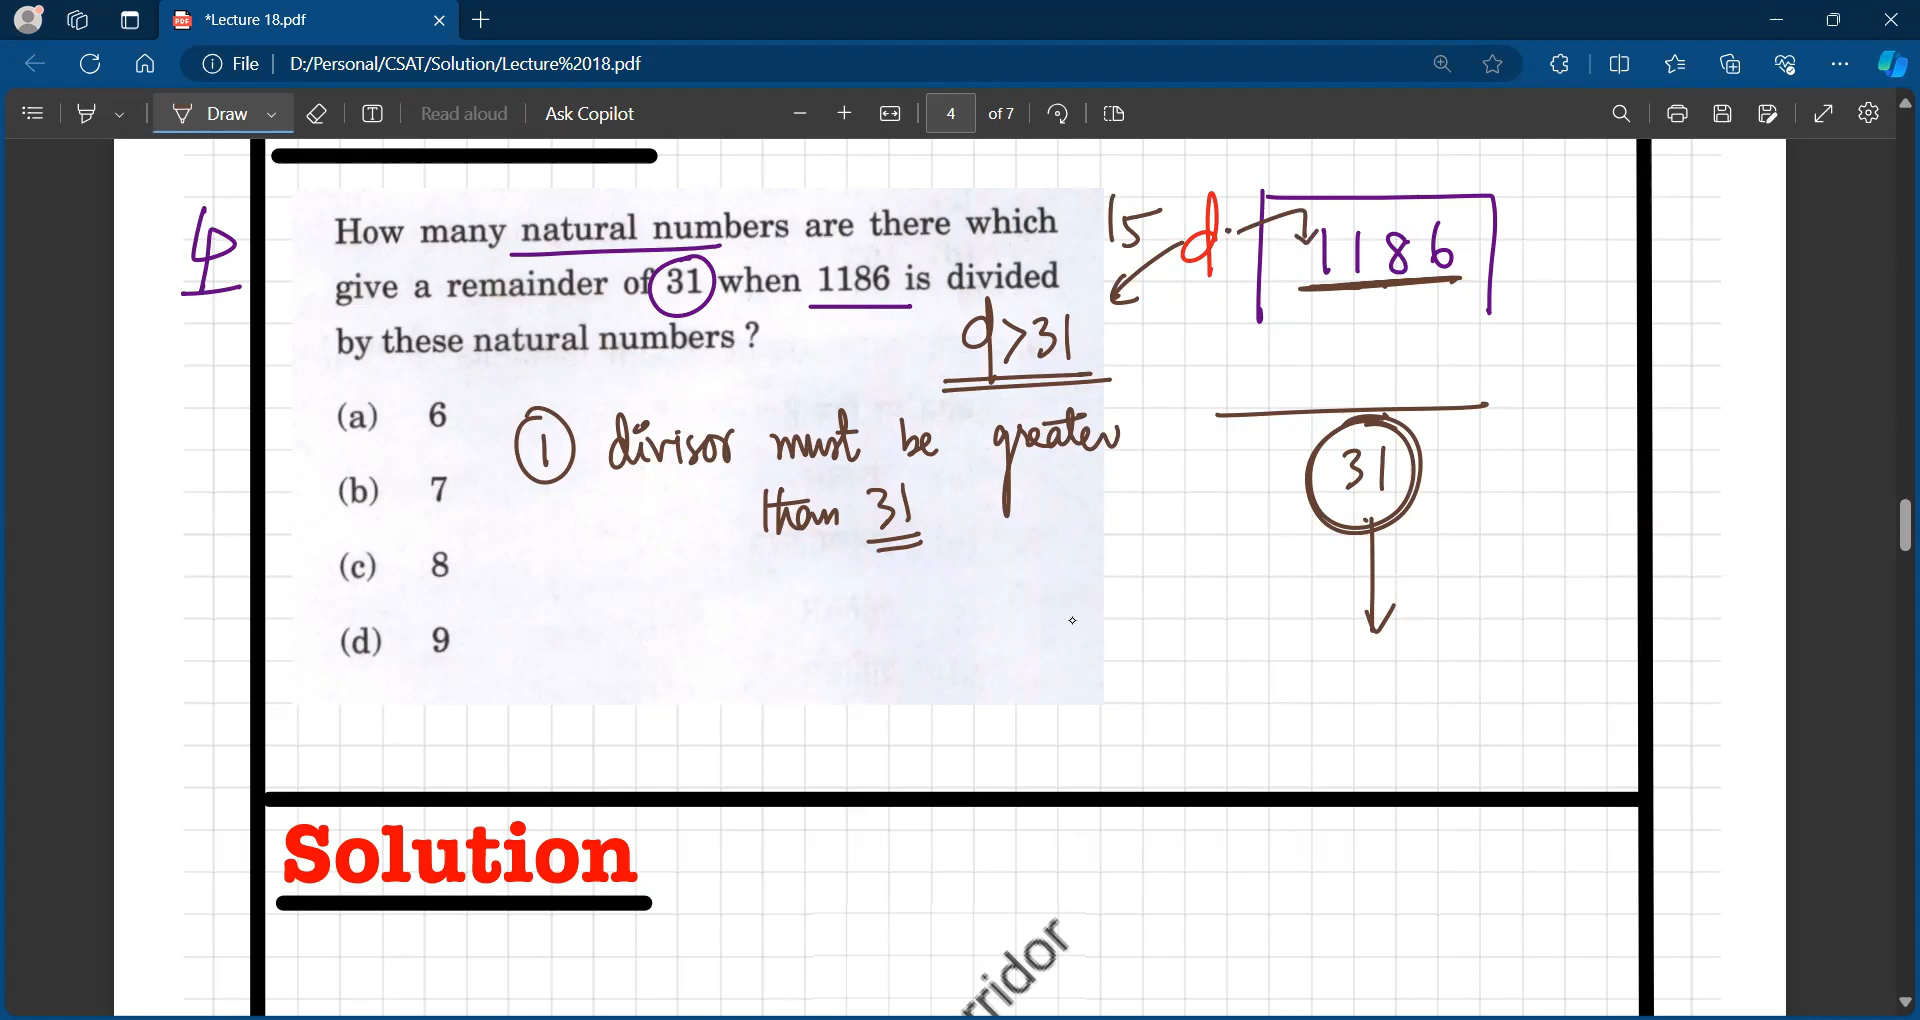 *Lecture 18.pdf
File D:/Personal/CSAT/Solution/Lecture%2018.pdf
Draw Read aloud Ask Copilot 4 of 7
How many natural numbers are there which
give a remainder of 31 when 1186 is divided
by these natural numbers ?
(a) 6
(b) 7
(c) 8
(d) 9
d>31
1 divisor must be greater
than 31
15 d 1186
31
Solution
rridor